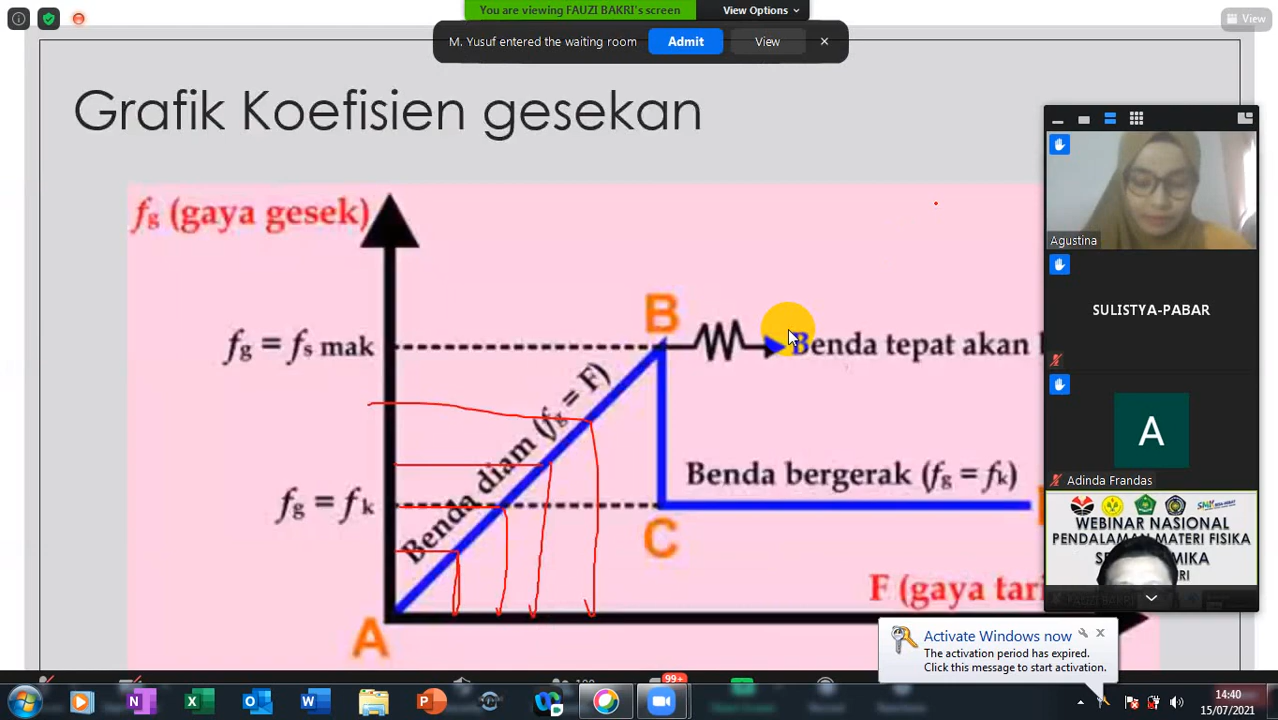 You are viewing FAUZI BAKRI's screen
View Options
View
M. Yusuf entered the waiting room
Admit
View
Grafik Koefisien gesekan
fg (gaya gesek)
B
fg = fs mak
Benda tepat akan
Benda diam (fg = F)
Benda bergerak (fg = fk)
fg = fk
C
F (gaya tari
A
Agustina
SULISTYA-PABAR
A
Adinda Frandas
WEBINAR NASIONAL
PENDALAMAN MATERI FISIKA
Activate Windows now
The activation period has expired.
Click this message to start activation.
99+
14:40
15/07/2021